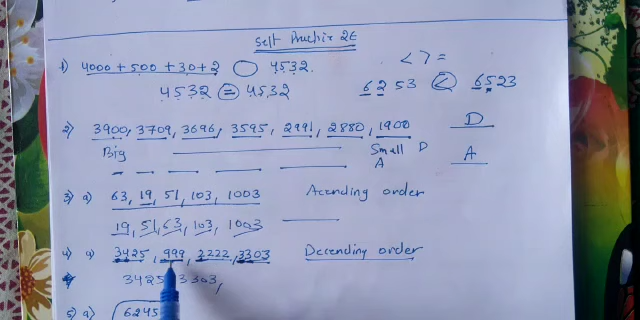 Self Practice 2E
1) 4000 + 500 + 30 + 2 ◯ 4532. < > =
4532 = 4532 6253 < 6523
2) 3900, 3709, 3696, 3595, 2991, 2880, 1900 D
Big Small D
A A
3) a) 63, 19, 51, 103, 1003 Acending order
19, 51, 63, 103, 1003
4) a) 3425, 999, 2222, 3303 Decending order
3425, 3303,
5) a) 6245